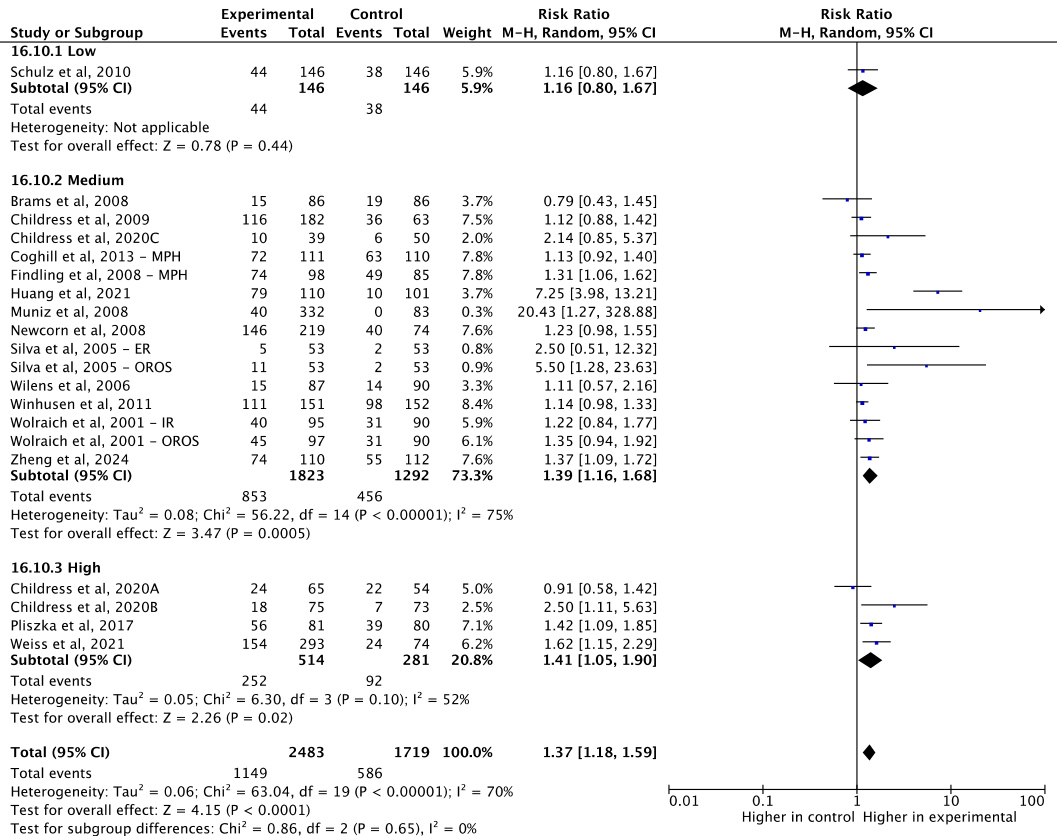 Experimental Control Risk Ratio Risk Ratio
Study or Subgroup Events Total Events Total Weight M-H, Random, 95% CI M-H, Random, 95% CI
16.10.1 Low
Schulz et al, 2010 44 146 38 146 5.9% 1.16 [0.80, 1.67]
Subtotal (95% CI) 146 146 5.9% 1.16 [0.80, 1.67]
Total events 44 38
Heterogeneity: Not applicable
Test for overall effect: Z = 0.78 (P = 0.44)
16.10.2 Medium
Brams et al, 2008 15 86 19 86 3.7% 0.79 [0.43, 1.45]
Childress et al, 2009 116 182 36 63 7.5% 1.12 [0.88, 1.42]
Childress et al, 2020C 10 39 6 50 2.0% 2.14 [0.85, 5.37]
Coghill et al, 2013 – MPH 72 111 63 110 7.8% 1.13 [0.92, 1.40]
Findling et al, 2008 – MPH 74 98 49 85 7.8% 1.31 [1.06, 1.62]
Huang et al, 2021 79 110 10 101 3.7% 7.25 [3.98, 13.21]
Muniz et al, 2008 40 332 0 83 0.3% 20.43 [1.27, 328.88]
Newcorn et al, 2008 146 219 40 74 7.6% 1.23 [0.98, 1.55]
Silva et al, 2005 – ER 5 53 2 53 0.8% 2.50 [0.51, 12.32]
Silva et al, 2005 – OROS 11 53 2 53 0.9% 5.50 [1.28, 23.63]
Wilens et al, 2006 15 87 14 90 3.3% 1.11 [0.57, 2.16]
Winhusen et al, 2011 111 151 98 152 8.4% 1.14 [0.98, 1.33]
Wolraich et al, 2001 – IR 40 95 31 90 5.9% 1.22 [0.84, 1.77]
Wolraich et al, 2001 – OROS 45 97 31 90 6.1% 1.35 [0.94, 1.92]
Zheng et al, 2024 74 110 55 112 7.6% 1.37 [1.09, 1.72]
Subtotal (95% CI) 1823 1292 73.3% 1.39 [1.16, 1.68]
Total events 853 456
Heterogeneity: Tau² = 0.08; Chi² = 56.22, df = 14 (P < 0.00001); I² = 75%
Test for overall effect: Z = 3.47 (P = 0.0005)
16.10.3 High
Childress et al, 2020A 24 65 22 54 5.0% 0.91 [0.58, 1.42]
Childress et al, 2020B 18 75 7 73 2.5% 2.50 [1.11, 5.63]
Pliszka et al, 2017 56 81 39 80 7.1% 1.42 [1.09, 1.85]
Weiss et al, 2021 154 293 24 74 6.2% 1.62 [1.15, 2.29]
Subtotal (95% CI) 514 281 20.8% 1.41 [1.05, 1.90]
Total events 252 92
Heterogeneity: Tau² = 0.05; Chi² = 6.30, df = 3 (P = 0.10); I² = 52%
Test for overall effect: Z = 2.26 (P = 0.02)
Total (95% CI) 2483 1719 100.0% 1.37 [1.18, 1.59]
Total events 1149 586
Heterogeneity: Tau² = 0.06; Chi² = 63.04, df = 19 (P < 0.00001); I² = 70%
Test for overall effect: Z = 4.15 (P < 0.0001)
Test for subgroup differences: Chi² = 0.86, df = 2 (P = 0.65), I² = 0%
0.01 0.1 1 10 100
Higher in control Higher in experimental